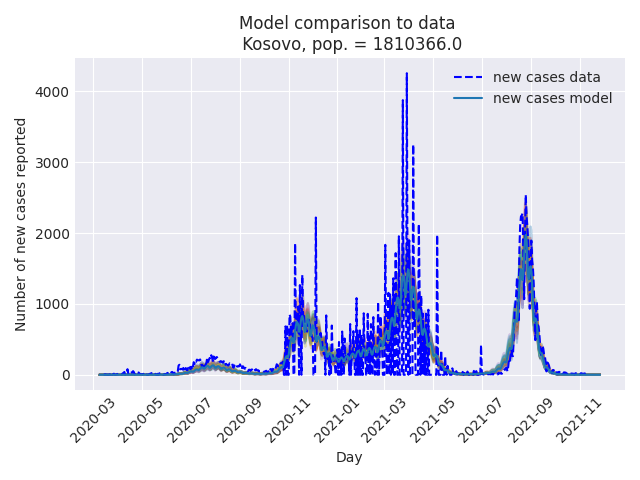 Model comparison to data
Kosovo, pop. = 1810366.0
new cases data
new cases model
Number of new cases reported
4000
3000
2000
1000
0
2020-03
2020-05
2020-07
2020-09
2020-11
2021-01
2021-03
2021-05
2021-07
2021-09
2021-11
Day